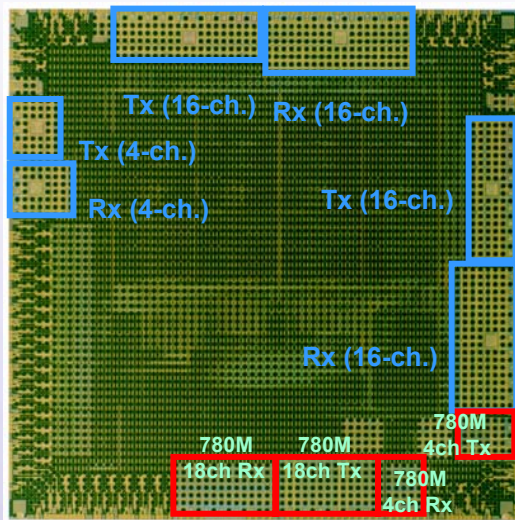 Tx (16-ch.)
Rx (16-ch.)
Tx (4-ch.)
Rx (4-ch.)
Tx (16-ch.)
Rx (16-ch.)
780M
4ch Tx
780M
18ch Rx
780M
18ch Tx
780M
4ch Rx